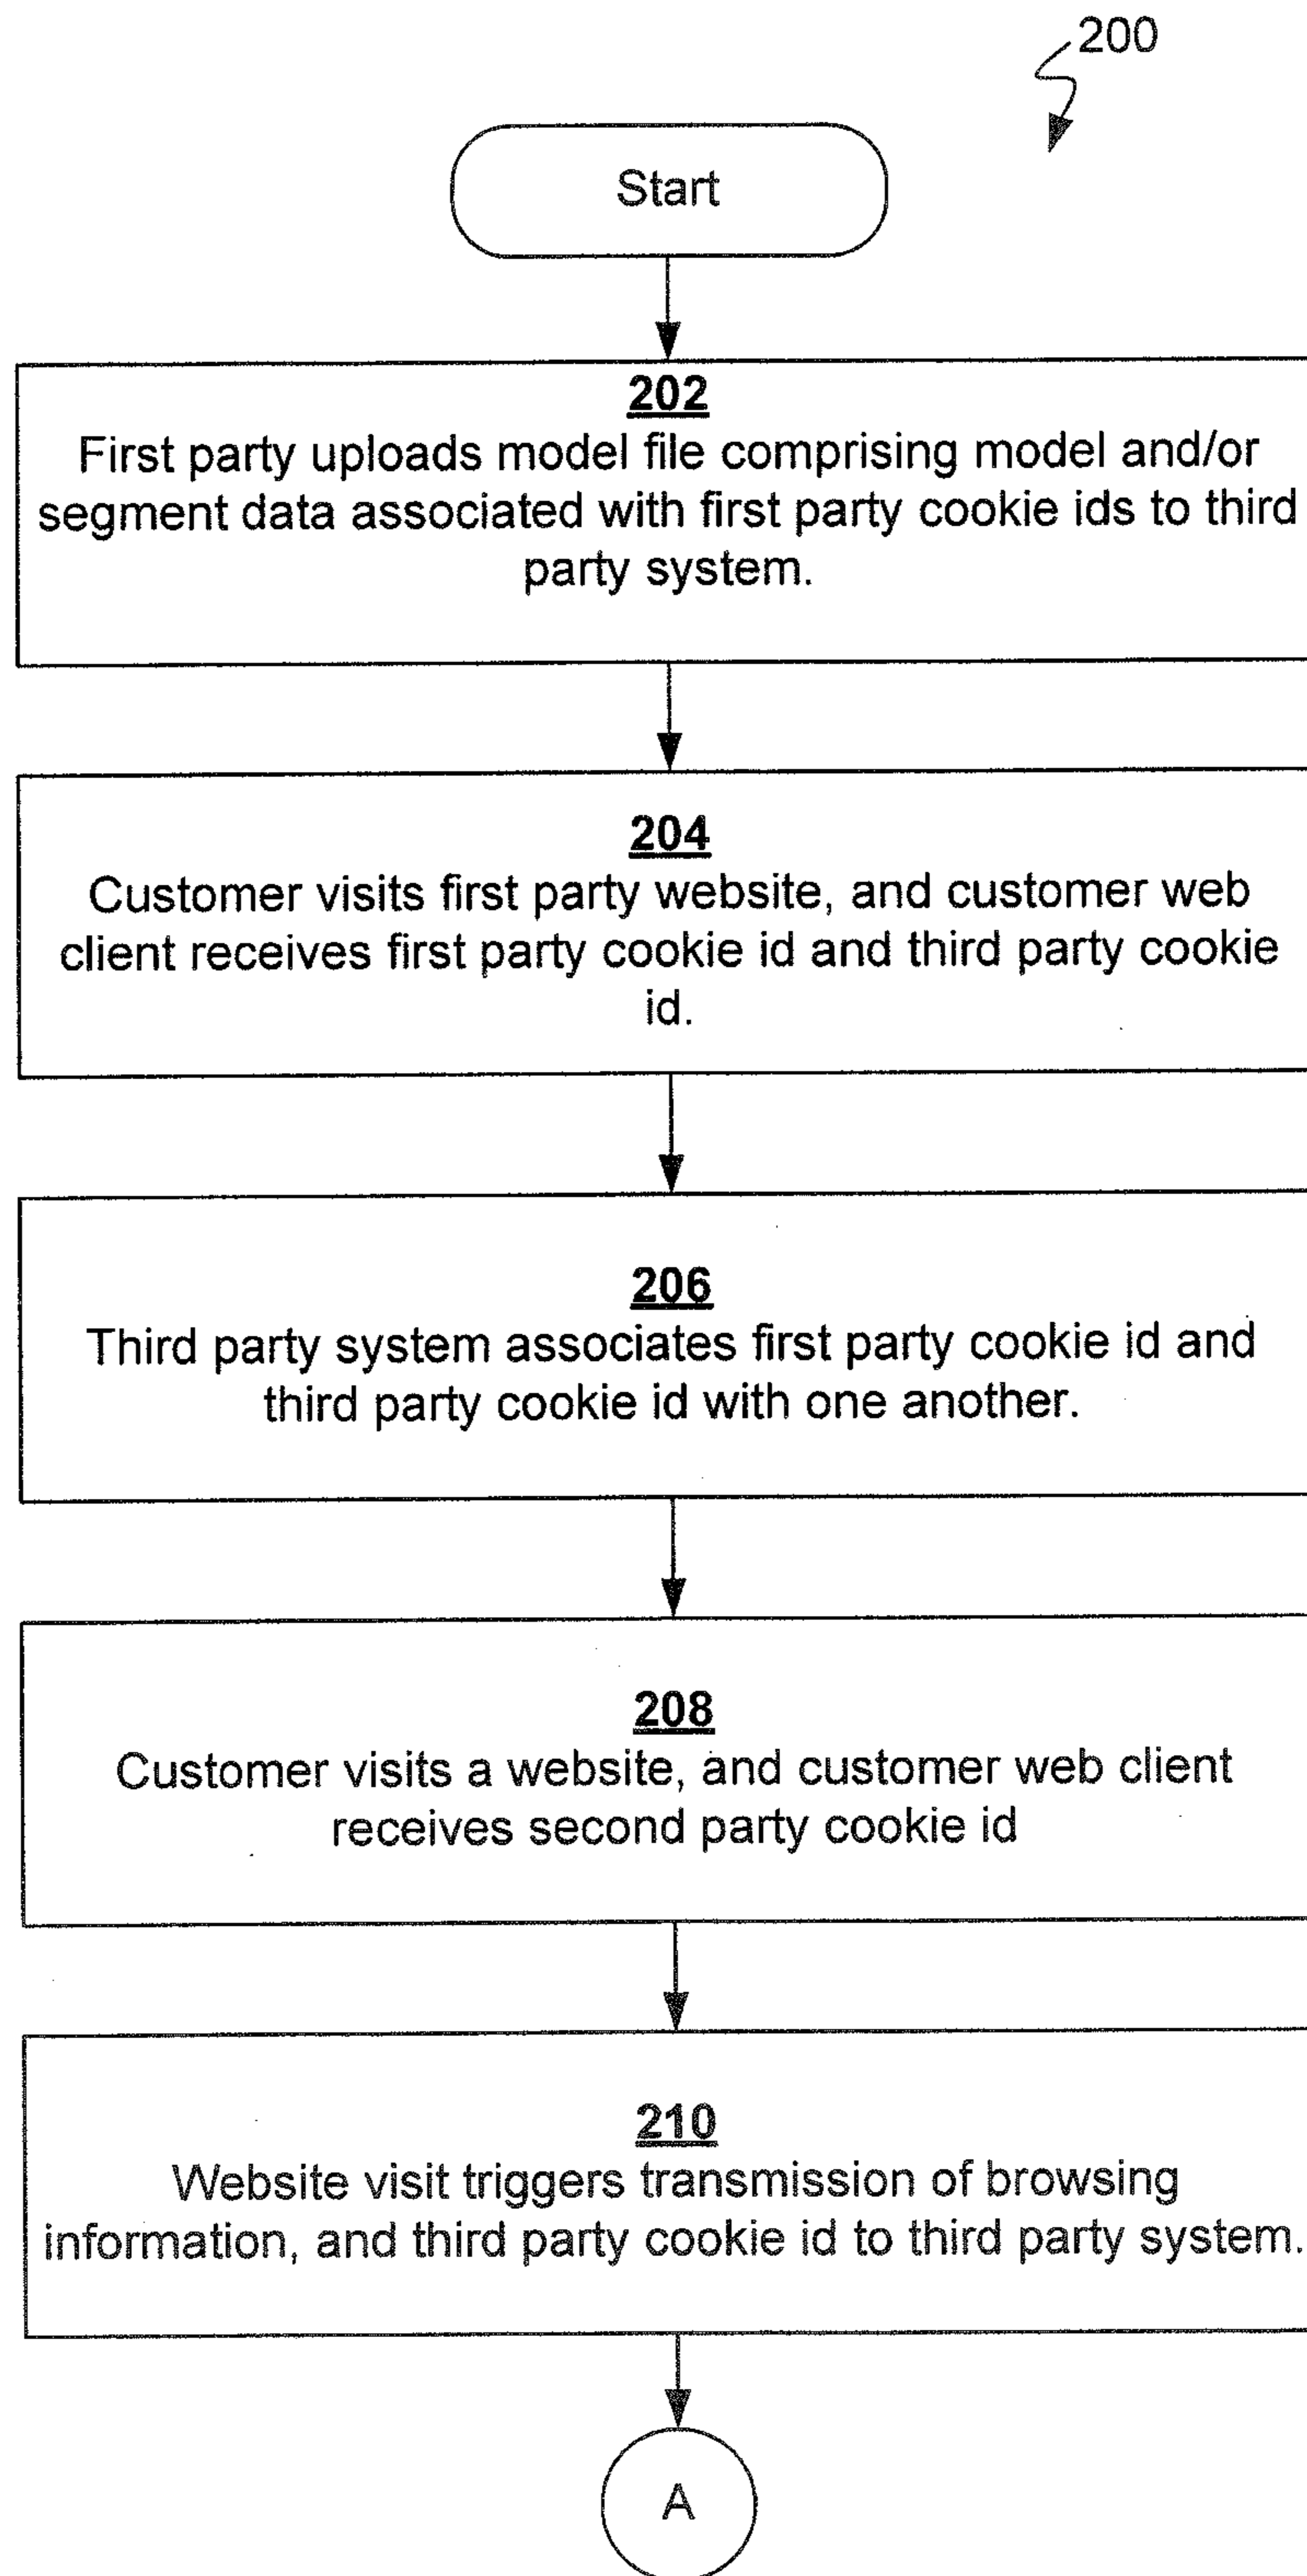 200
Start
202
First party uploads model file comprising model and/or
segment data associated with first party cookie ids to third
party system.
204
Customer visits first party website, and customer web
client receives first party cookie id and third party cookie
id.
206
Third party system associates first party cookie id and
third party cookie id with one another.
208
Customer visits a website, and customer web client
receives second party cookie id
210
Website visit triggers transmission of browsing
information, and third party cookie id to third party system.
A